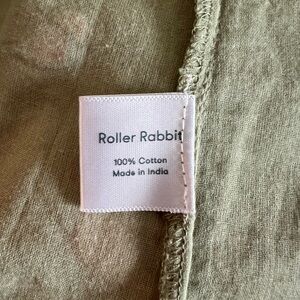 Roller Rabbit
100% Cotton
Made in India